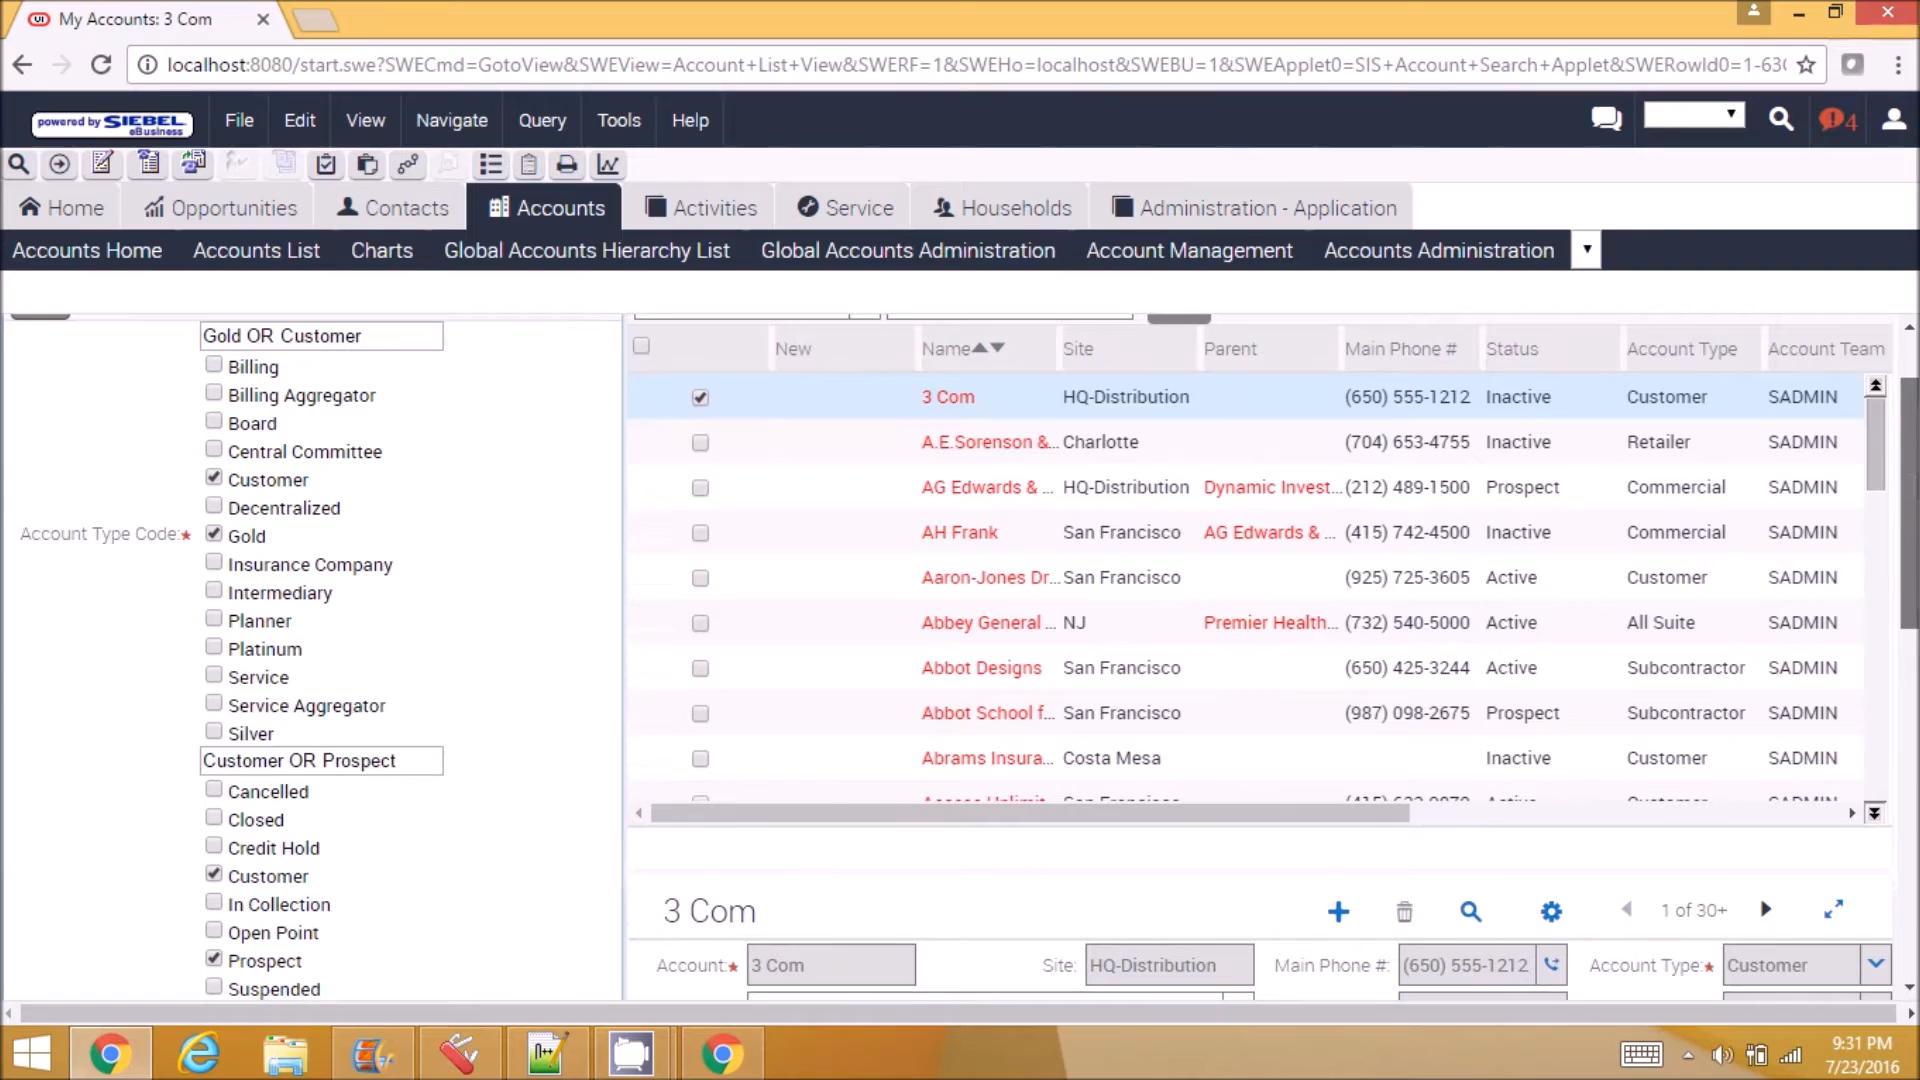 My Accounts: 3 Com
localhost:8080/start.swe?SWECmd=GotoView&SWEView=Account+List+View&SWERF=1&SWEHo=localhost&SWEBU=1&SWEApplet0=SIS+Account+Search+Applet&SWERowId0=1-63
powered by SIEBEL eBusiness
File Edit View Navigate Query Tools Help
4
Home Opportunities Contacts Accounts Activities Service Households Administration - Application
Accounts Home Accounts List Charts Global Accounts Hierarchy List Global Accounts Administration Account Management Accounts Administration
Gold OR Customer
Billing
Billing Aggregator
Board
Central Committee
Customer
Decentralized
Account Type Code:★ Gold
Insurance Company
Intermediary
Planner
Platinum
Service
Service Aggregator
Silver
Customer OR Prospect
Cancelled
Closed
Credit Hold
Customer
In Collection
Open Point
Prospect
Suspended
New Name Site Parent Main Phone # Status Account Type Account Team
3 Com HQ-Distribution (650) 555-1212 Inactive Customer SADMIN
A.E.Sorenson &... Charlotte (704) 653-4755 Inactive Retailer SADMIN
AG Edwards & ... HQ-Distribution Dynamic Invest... (212) 489-1500 Prospect Commercial SADMIN
AH Frank San Francisco AG Edwards & ... (415) 742-4500 Inactive Commercial SADMIN
Aaron-Jones Dr... San Francisco (925) 725-3605 Active Customer SADMIN
Abbey General ... NJ Premier Health... (732) 540-5000 Active All Suite SADMIN
Abbot Designs San Francisco (650) 425-3244 Active Subcontractor SADMIN
Abbot School f... San Francisco (987) 098-2675 Prospect Subcontractor SADMIN
Abrams Insura... Costa Mesa Inactive Customer SADMIN
3 Com 1 of 30+
Account:★ 3 Com Site: HQ-Distribution Main Phone #: (650) 555-1212 Account Type:★ Customer
9:31 PM
7/23/2016